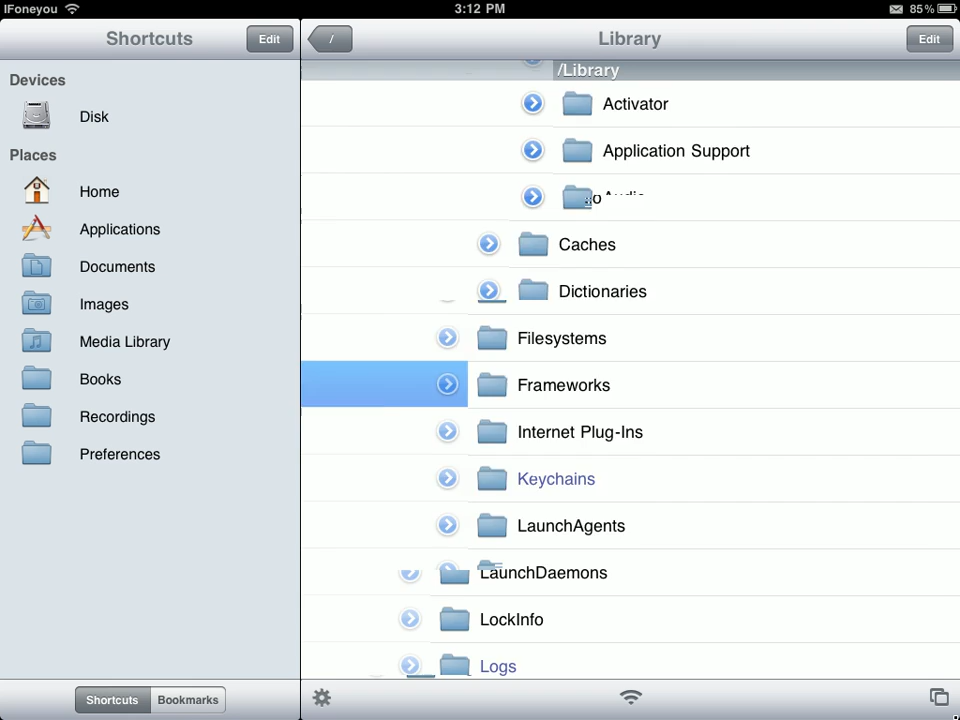 IFoneyou
3:12 PM
85%
Shortcuts
Edit
Devices
Disk
Places
Home
Applications
Documents
Images
Media Library
Books
Recordings
Preferences
Shortcuts
Bookmarks
/
Library
Edit
/Library
Activator
Application Support
Audio
Caches
Dictionaries
Filesystems
Frameworks
Internet Plug-Ins
Keychains
LaunchAgents
LaunchDaemons
LockInfo
Logs